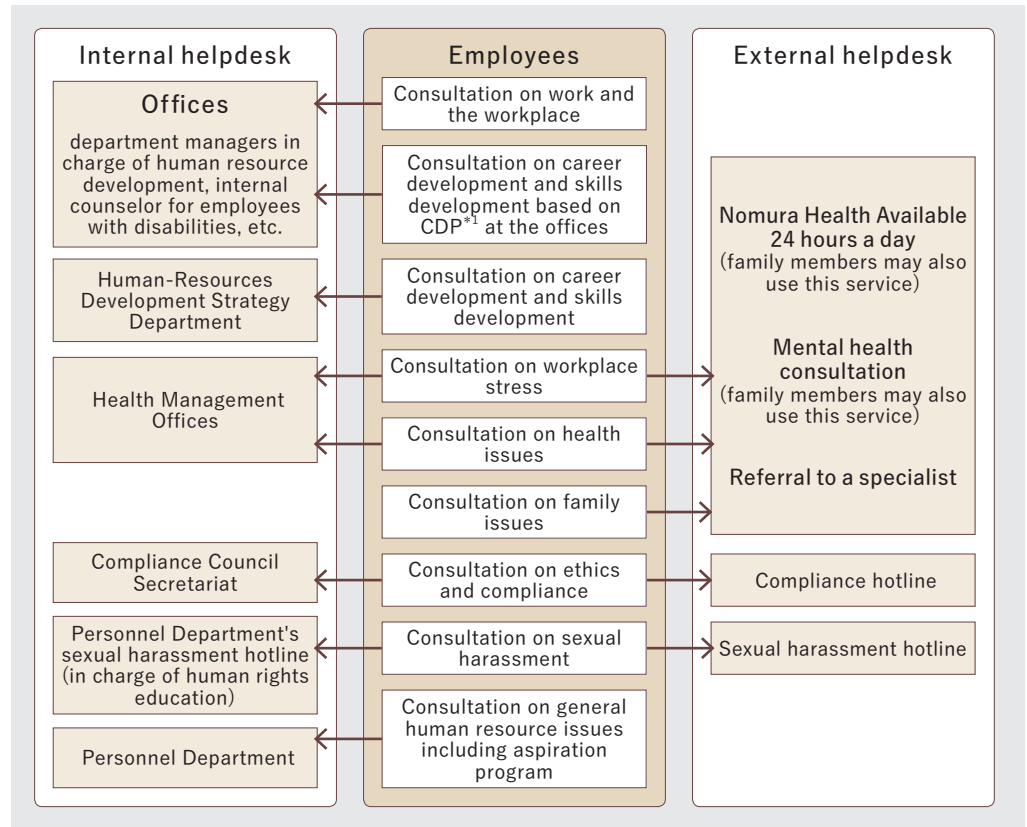 Internal helpdesk
Offices
department managers in
charge of human resource
development, internal
counselor for employees
with disabilities, etc.
Human-Resources
Development Strategy
Department
Health Management
Offices
Compliance Council
Secretariat
Personnel Department's
sexual harassment hotline
(in charge of human rights
education)
Personnel Department
Employees
Consultation on work and
the workplace
Consultation on career
development and skills
development based on
CDP*1 at the offices
Consultation on career
development and skills
development
Consultation on workplace
stress
Consultation on health
issues
Consultation on family
issues
Consultation on ethics
and compliance
Consultation on sexual
harassment
Consultation on general
human resource issues
including aspiration
program
External helpdesk
Nomura Health Available
24 hours a day
(family members may also
use this service)
Mental health
consultation
(family members may also
use this service)
Referral to a specialist
Compliance hotline
Sexual harassment hotline